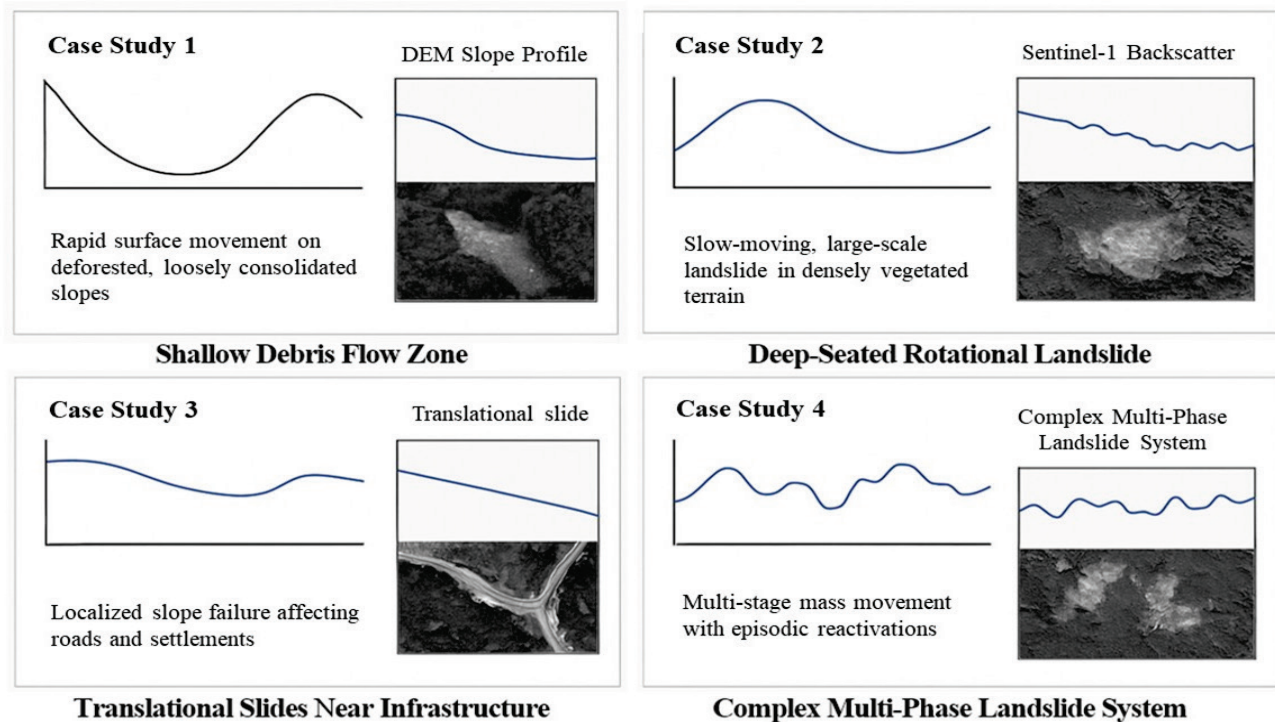 Case Study 1
DEM Slope Profile
Rapid surface movement on
deforested, loosely consolidated
slopes
Shallow Debris Flow Zone
Case Study 2
Sentinel-1 Backscatter
Slow-moving, large-scale
landslide in densely vegetated
terrain
Deep-Seated Rotational Landslide
Case Study 3
Translational slide
Localized slope failure affecting
roads and settlements
Translational Slides Near Infrastructure
Case Study 4
Complex Multi-Phase
Landslide System
Multi-stage mass movement
with episodic reactivations
Complex Multi-Phase Landslide System